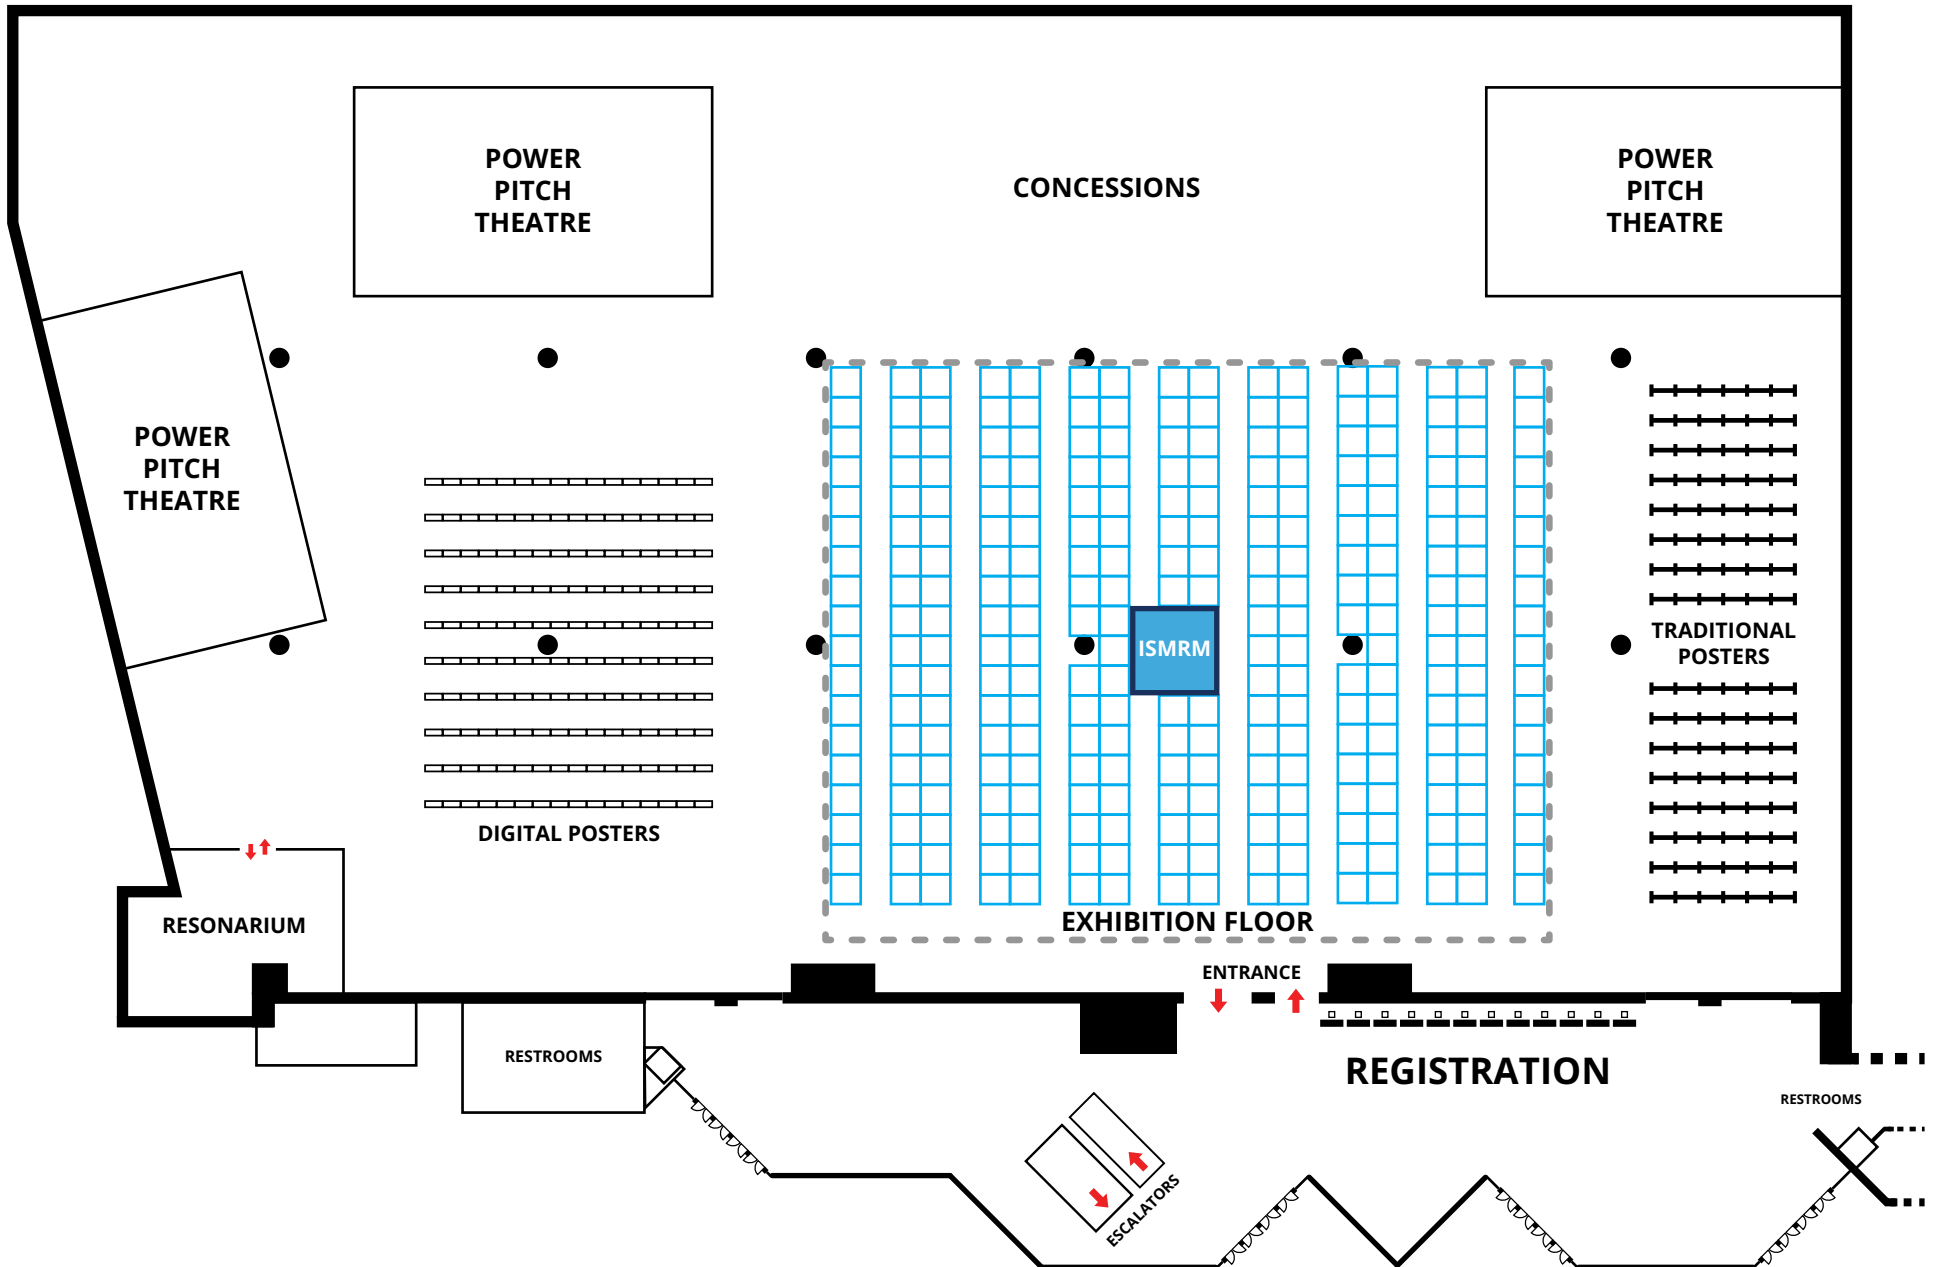 POWER
PITCH
THEATRE
CONCESSIONS
POWER
PITCH
THEATRE
POWER
PITCH
THEATRE
ISMRM
TRADITIONAL
POSTERS
DIGITAL POSTERS
RESONARIUM
EXHIBITION FLOOR
ENTRANCE
RESTROOMS
REGISTRATION
RESTROOMS
ESCALATORS